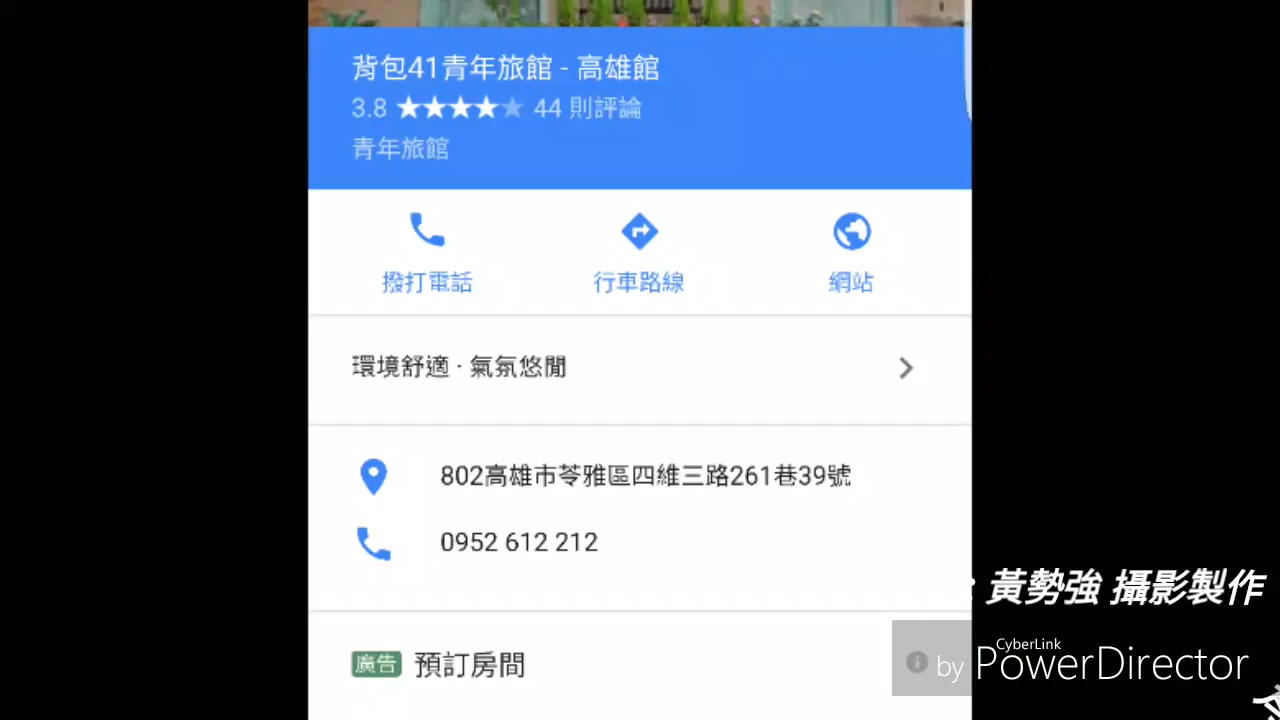 背包41青年旅館 - 高雄館
3.8 44 則評論
青年旅館
撥打電話 行車路線 網站
環境舒適 · 氣氛悠閒
802高雄市苓雅區四維三路261巷39號
0952 612 212
: 黃勢強 攝影製作
廣告 預訂房間
CyberLink
by PowerDirector